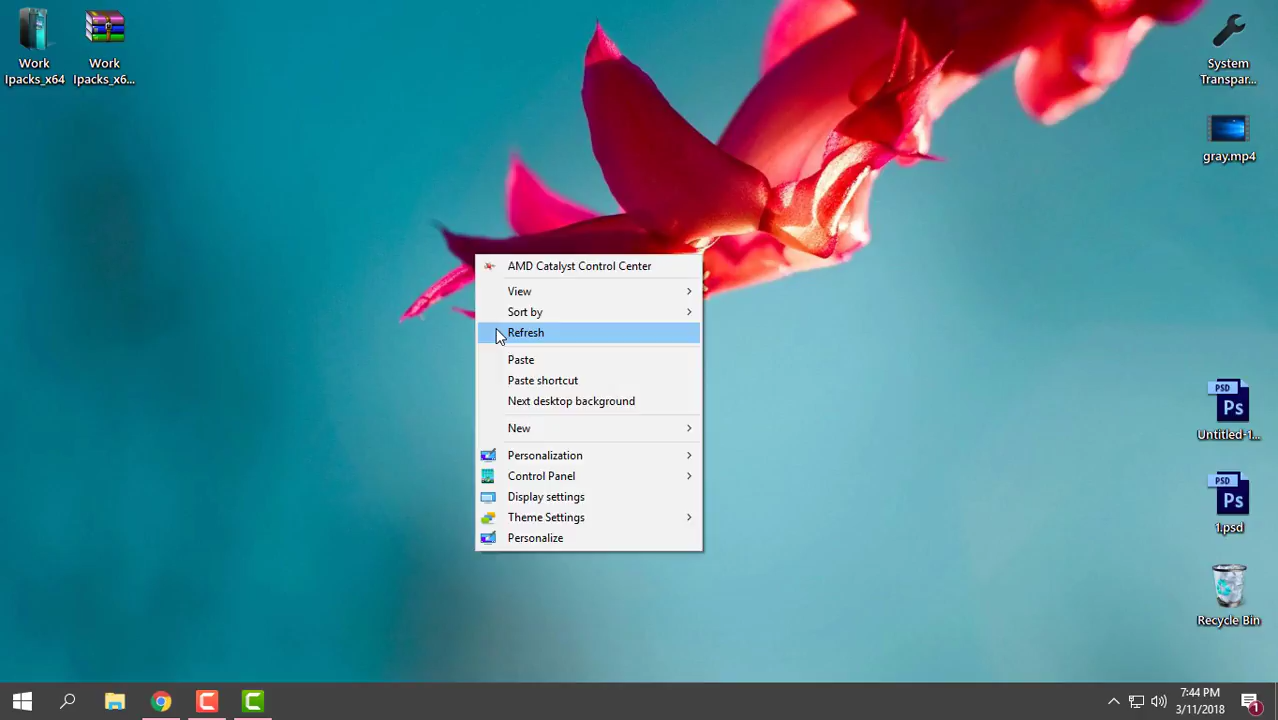 Work
Ipacks_x64
Work
Ipacks_x6...
System
Transpar...
gray.mp4
AMD Catalyst Control Center
View
Sort by
Refresh
Paste
Paste shortcut
Next desktop background
New
Personalization
Control Panel
Display settings
Theme Settings
Personalize
PSD
Ps
Untitled-1...
PSD
Ps
1.psd
Recycle Bin
7:44 PM
3/11/2018
1